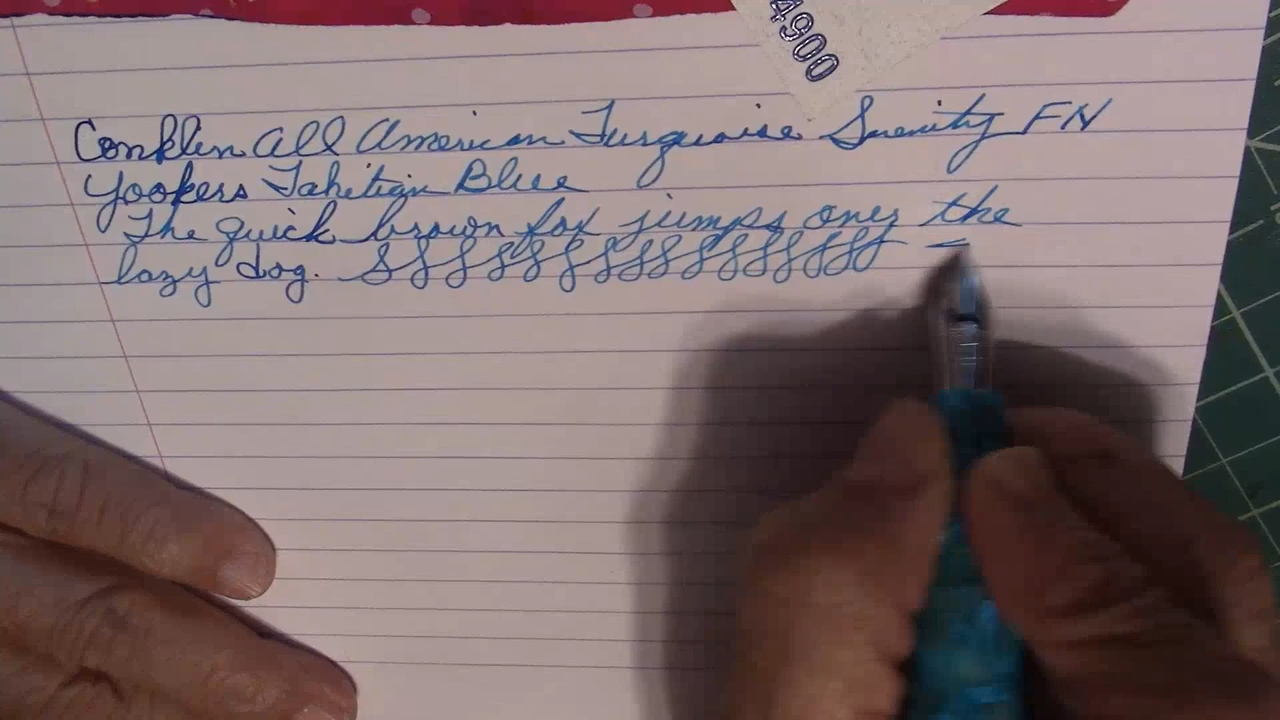 4900
Conklin All American Turquoise Serenity FN
Yookers Tahitian Blue
The quick brown fox jumps over the
lazy dog.